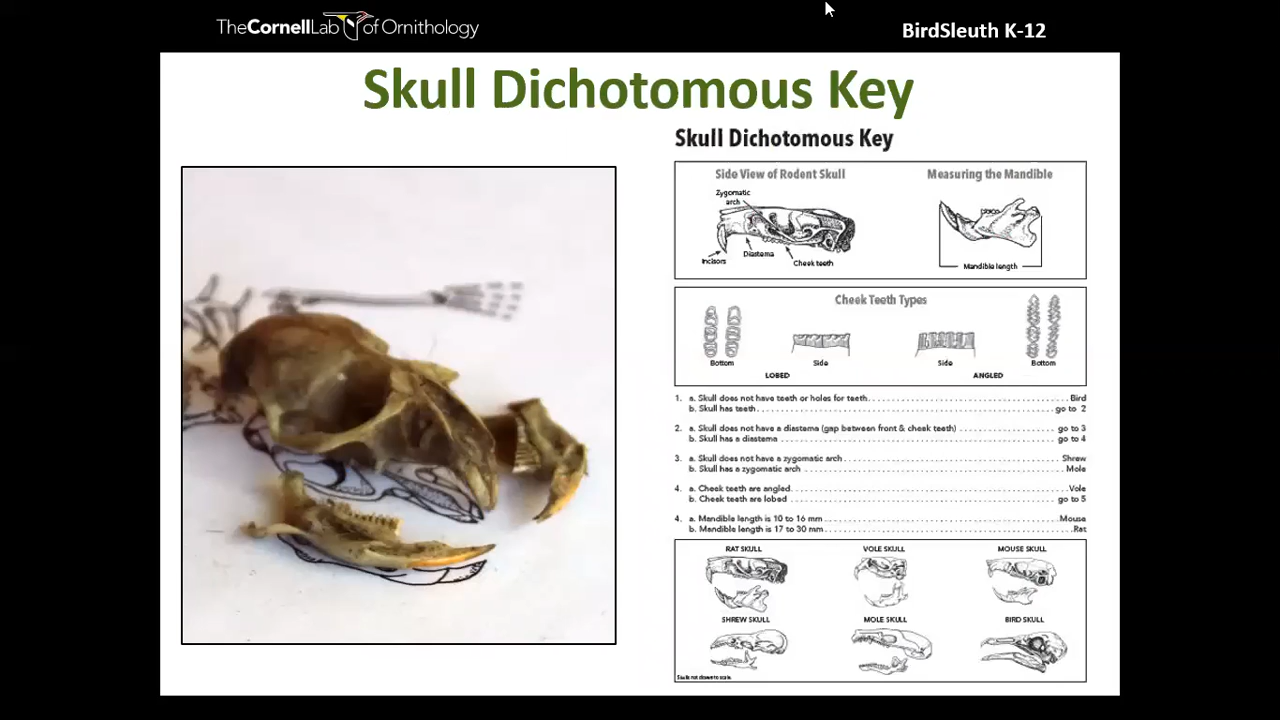 TheCornellLab of Ornithology
BirdSleuth K-12
Skull Dichotomous Key
Skull Dichotomous Key
Side View of Rodent Skull
Measuring the Mandible
Zygomatic
arch
Incisors
Diastema
Cheek teeth
Mandible length
Cheek Teeth Types
Bottom
Side
Side
Bottom
LOBED
ANGLED
1. a. Skull does not have teeth or holes for teeth Bird
b. Skull has teeth go to 2
2. a. Skull does not have a diastema (gap between front & cheek teeth) go to 3
b. Skull has a diastema go to 4
3. a. Skull does not have a zygomatic arch Shrew
b. Skull has a zygomatic arch Mole
4. a. Cheek teeth are angled Vole
b. Cheek teeth are lobed go to 5
4. a. Mandible length is 10 to 16 mm Mouse
b. Mandible length is 17 to 30 mm Rat
RAT SKULL
VOLE SKULL
MOUSE SKULL
SHREW SKULL
MOLE SKULL
BIRD SKULL
Skulls not drawn to scale.